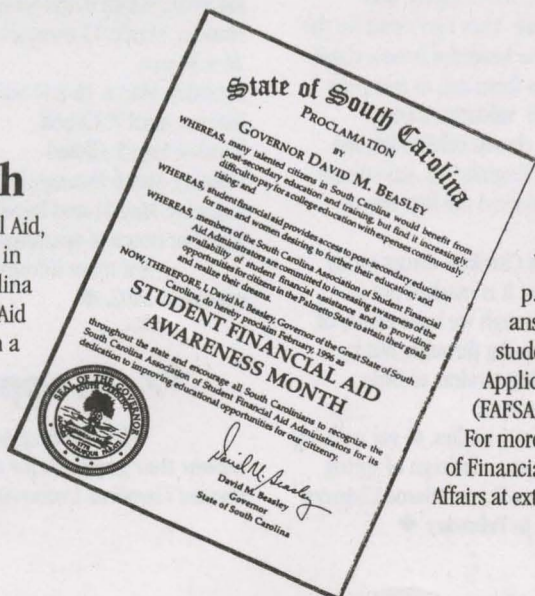 h
l Aid,
in
lina
Aid
n a
State of South Carolina
PROCLAMATION
BY
GOVERNOR DAVID M. BEASLEY
WHEREAS, many talented citizens in South Carolina would benefit from
post-secondary education and training, but find it increasingly
difficult to pay for a college education with expenses continuously
rising; and
WHEREAS, student financial aid provides access to post-secondary education
for men and women desiring to further their education; and
WHEREAS, members of the South Carolina Association of Student Financial
Aid Administrators are committed to increasing awareness of the
availability of student financial assistance and to providing
opportunities for citizens in the Palmetto State to attain their goals
and realize their dreams.
NOW, THEREFORE, I, David M. Beasley, Governor of the Great State of South
Carolina, do hereby proclaim February, 1996 as
STUDENT FINANCIAL AID
AWARENESS MONTH
throughout the state and encourage all South Carolinians to recognize the
South Carolina Association of Student Financial Aid Administrators for its
dedication to improving educational opportunities for our citizenry.
SEAL OF THE GOVERNOR
David M. Beasley
David M. Beasley
Governor
State of South Carolina
p
ans
stude
Applic
(FAFSA
For more
of Financia
Affairs at ext